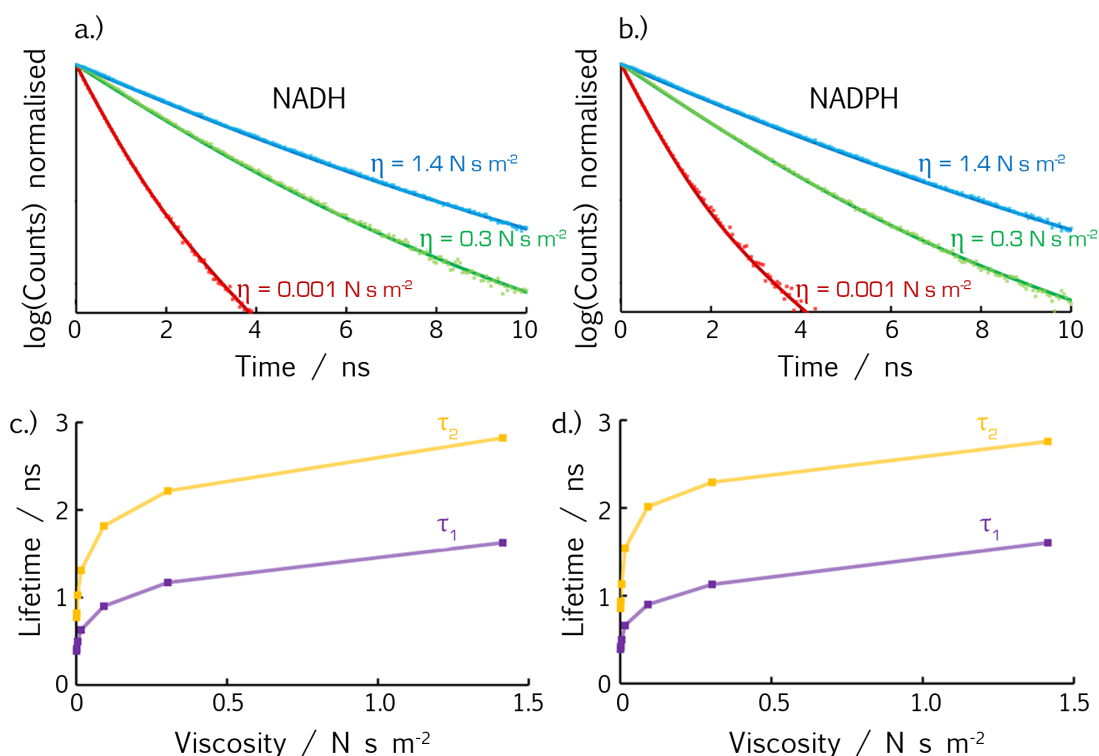 a.)
log(Counts) normalised
NADH
η = 1.4 N s m-2
η = 0.3 N s m-2
η = 0.001 N s m-2
0 2 4 6 8 10
Time / ns
b.)
log(Counts) normalised
NADPH
η = 1.4 N s m-2
η = 0.3 N s m-2
η = 0.001 N s m-2
0 2 4 6 8 10
Time / ns
c.)
Lifetime / ns
3
2
1
0
τ2
τ1
0 0.5 1.0 1.5
Viscosity / N s m-2
d.)
Lifetime / ns
3
2
1
0
τ2
τ1
0 0.5 1.0 1.5
Viscosity / N s m-2